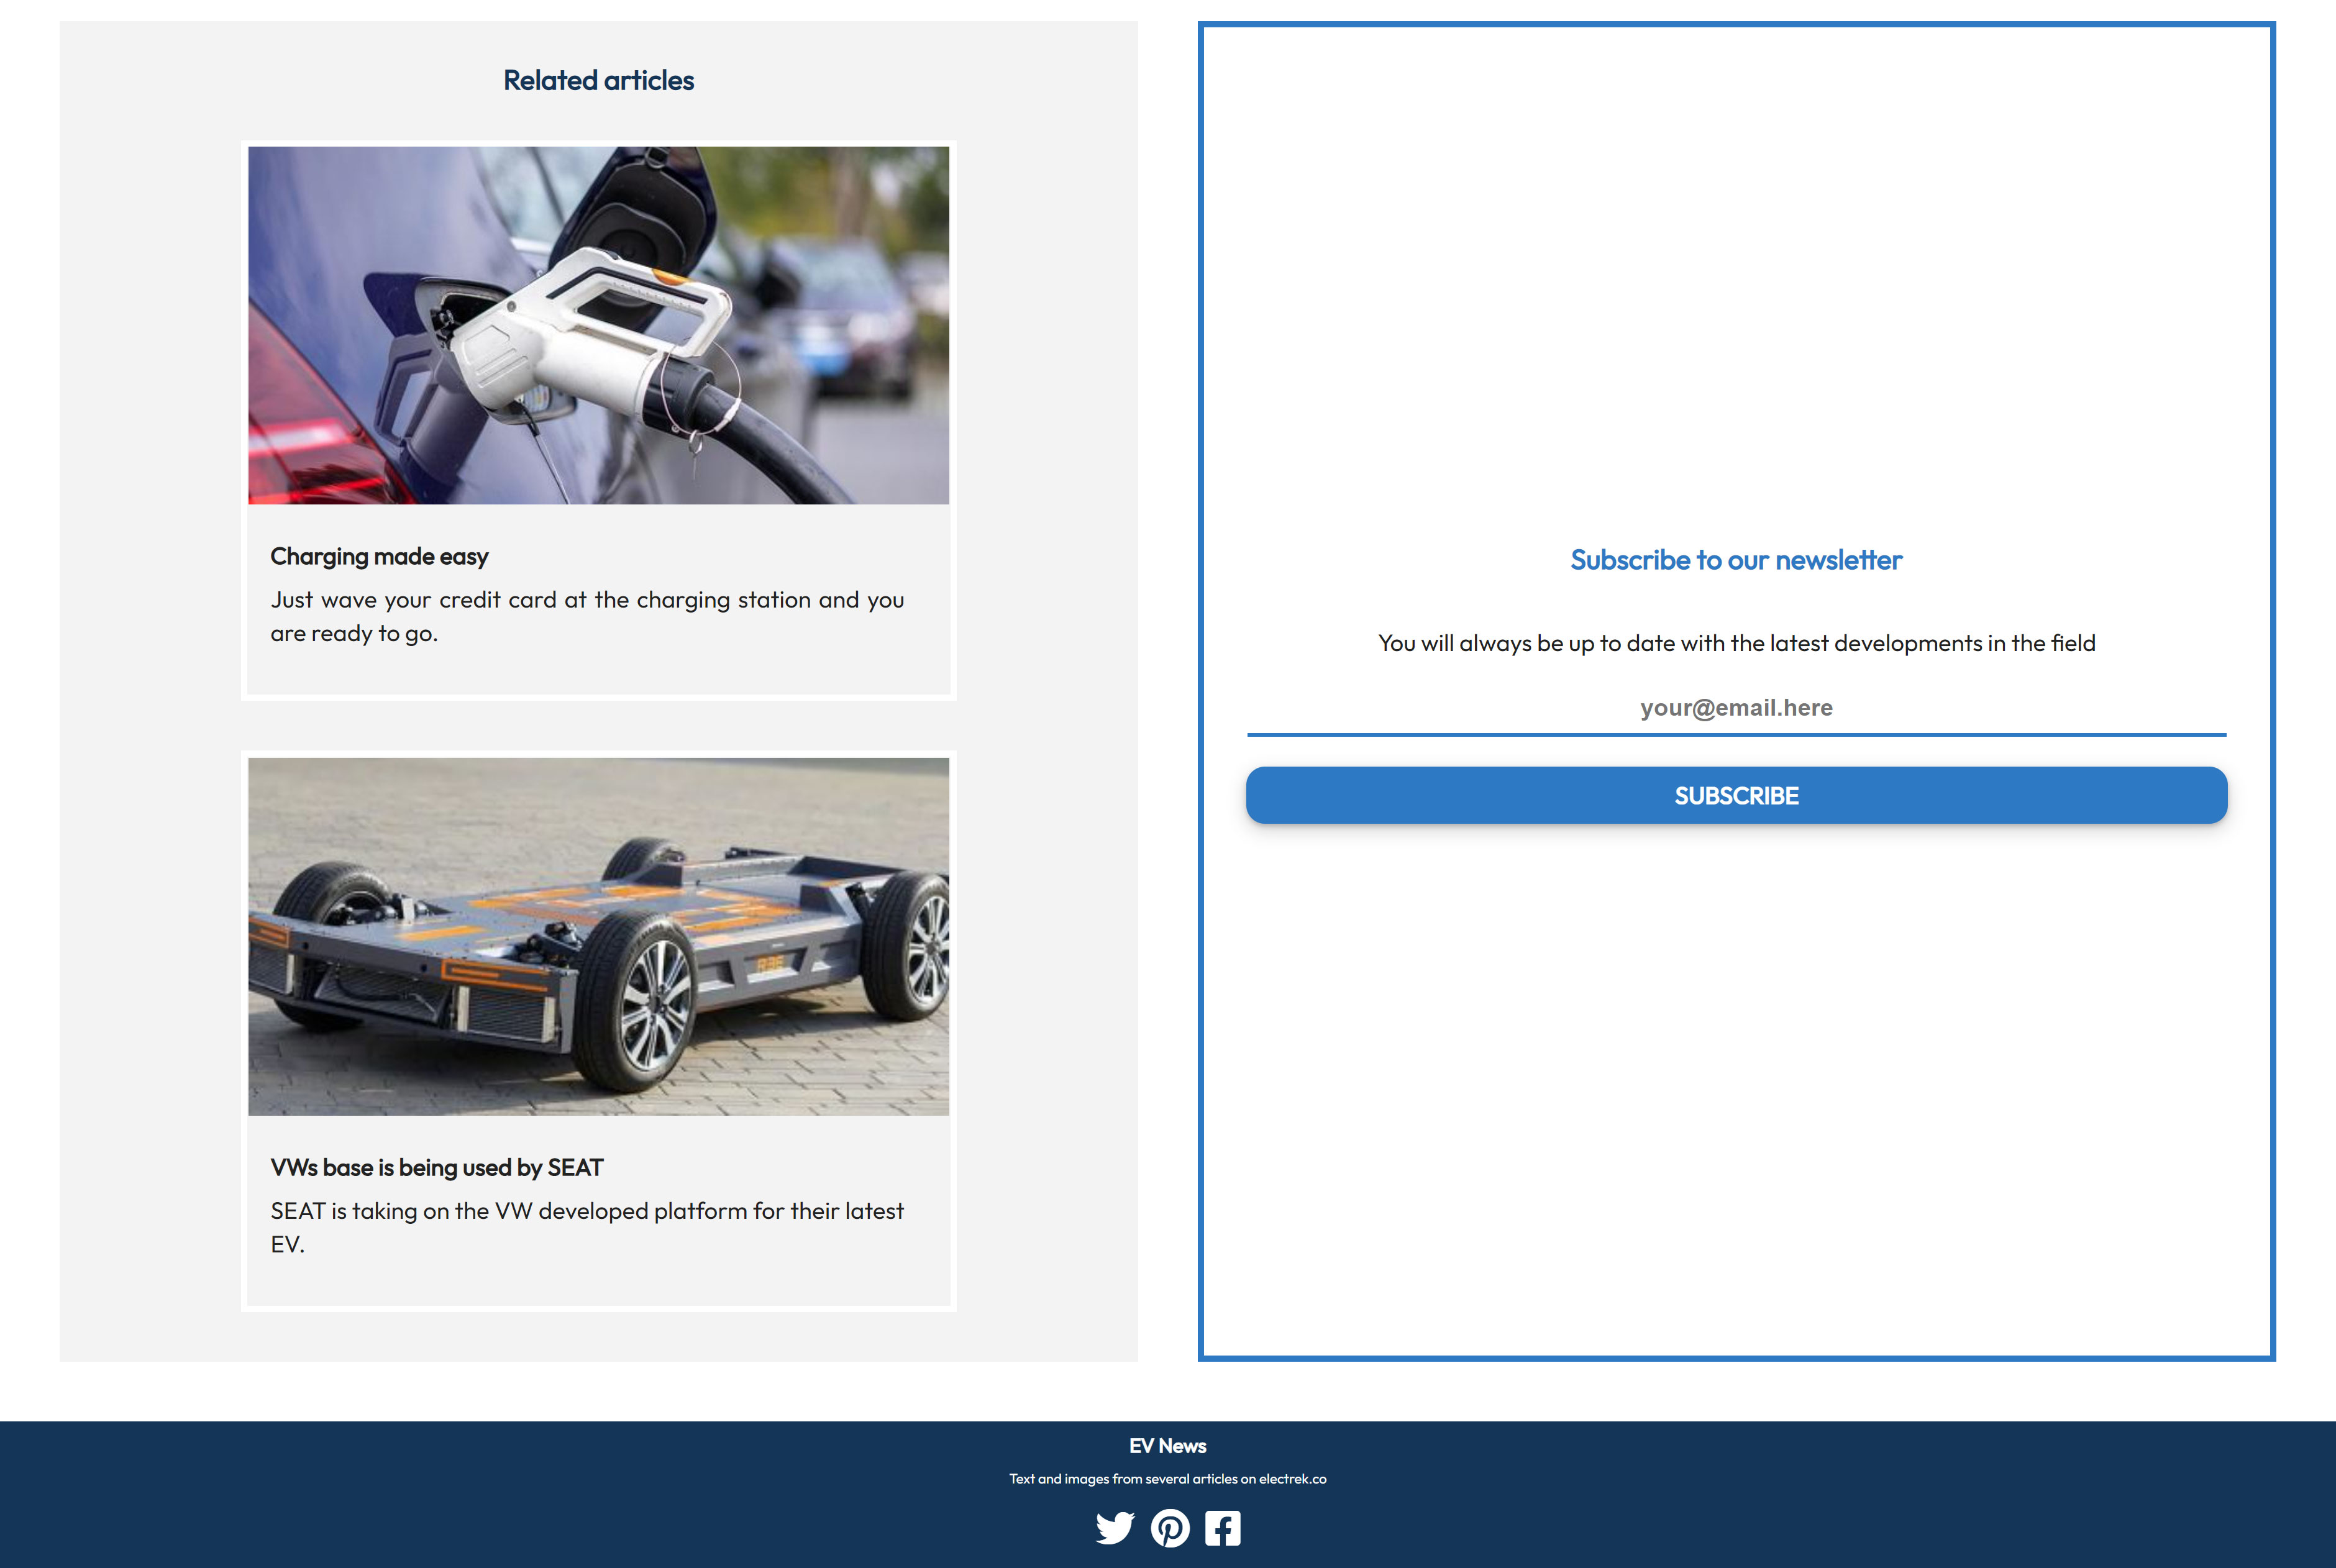 Related articles
Charging made easy
Just wave your credit card at the charging station and you
are ready to go.
VWs base is being used by SEAT
SEAT is taking on the VW developed platform for their latest
EV.
Subscribe to our newsletter
You will always be up to date with the latest developments in the field
your@email.here
SUBSCRIBE
EV News
Text and images from several articles on electrek.co